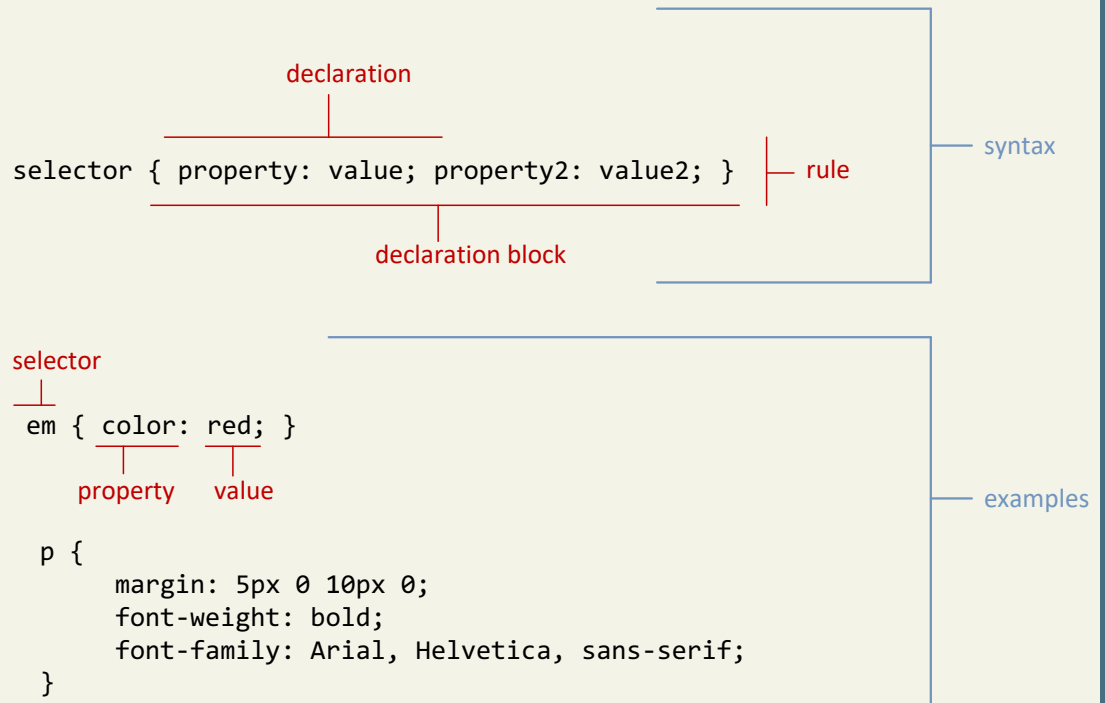 declaration
syntax
selector { property: value; property2: value2; }
rule
declaration block
selector
em { color: red; }
property value
examples
p {
margin: 5px 0 10px 0;
font-weight: bold;
font-family: Arial, Helvetica, sans-serif;
}